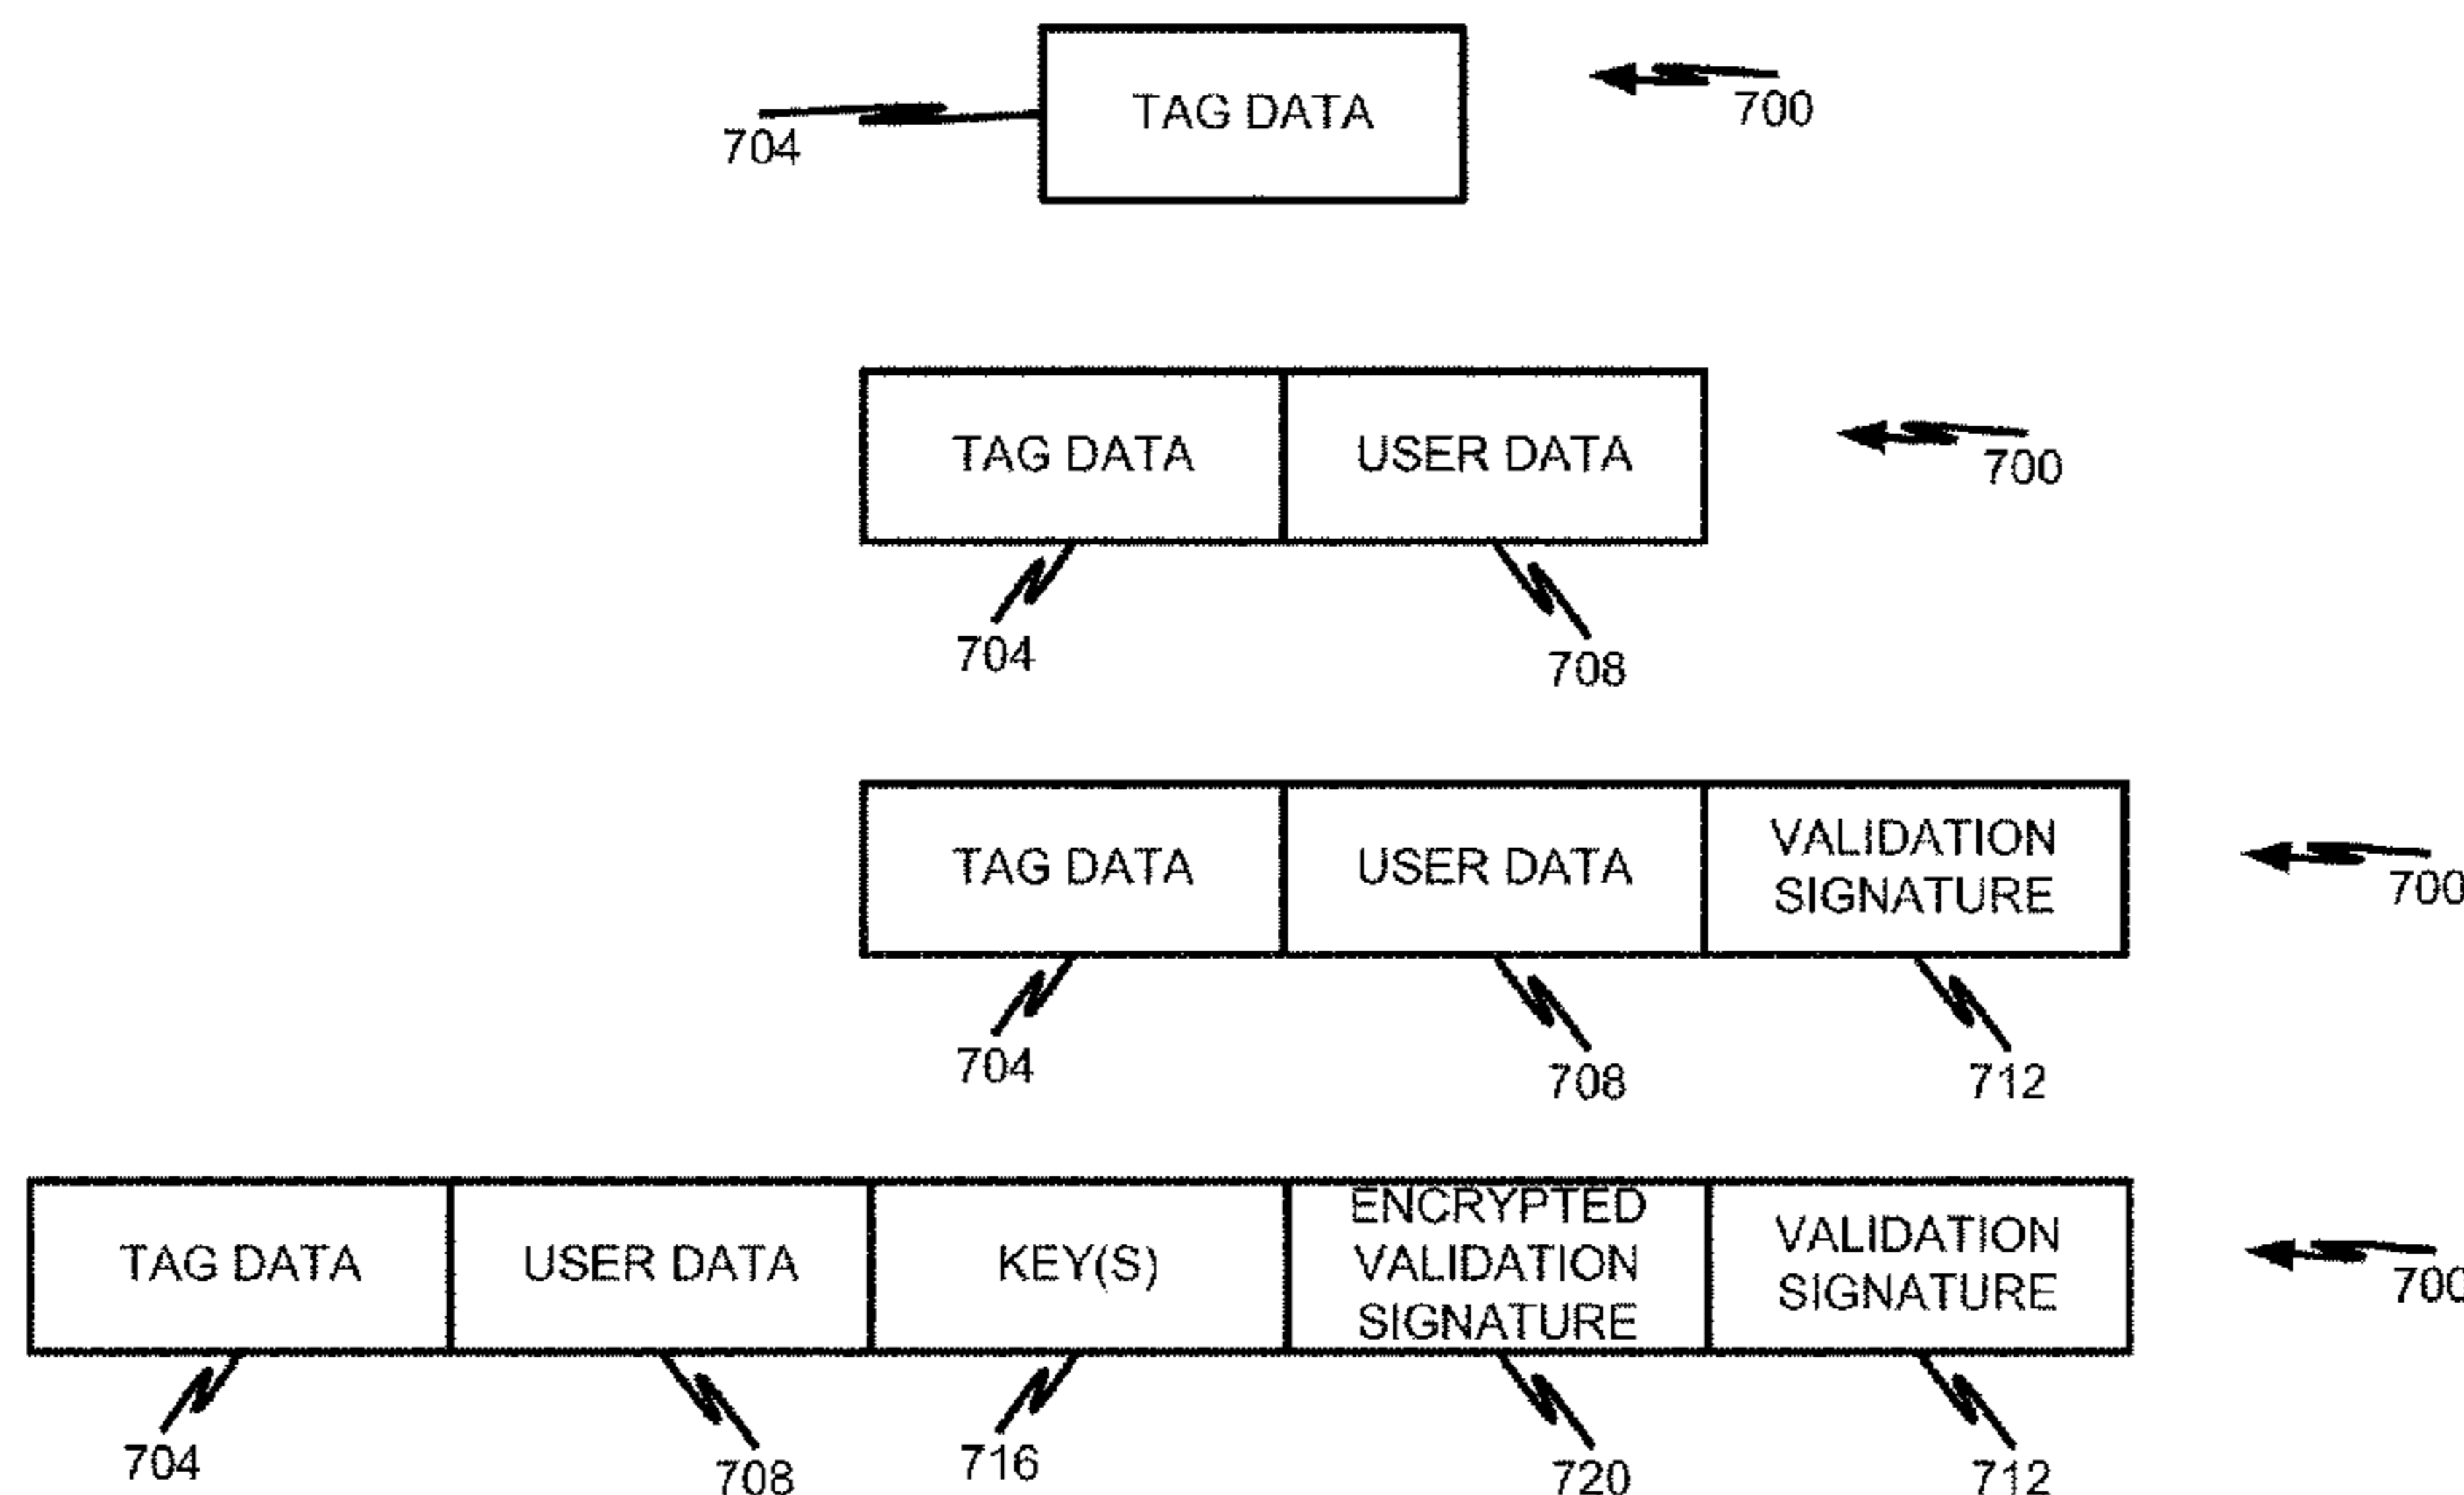 TAG DATA
700
704
TAG DATA USER DATA
700
704 708
TAG DATA USER DATA VALIDATION SIGNATURE
700
704 708 712
TAG DATA USER DATA KEY(S) ENCRYPTED VALIDATION SIGNATURE VALIDATION SIGNATURE
700
704 708 716 720 712